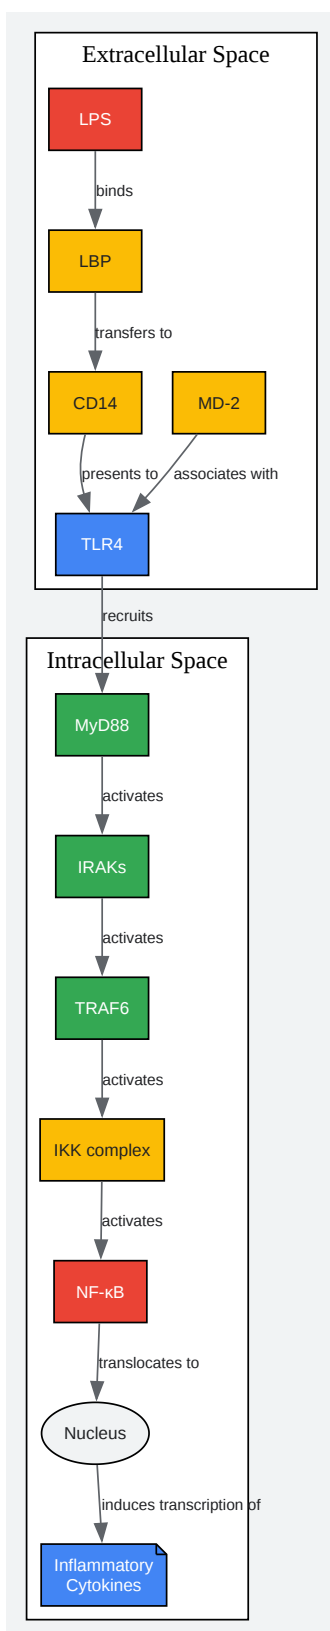 Extracellular Space
LPS
binds
LBP
transfers to
CD14
MD-2
presents to
associates with
TLR4
recruits
Intracellular Space
MyD88
activates
IRAKs
activates
TRAF6
activates
IKK complex
activates
NF-κB
translocates to
Nucleus
induces transcription of
Inflammatory
Cytokines